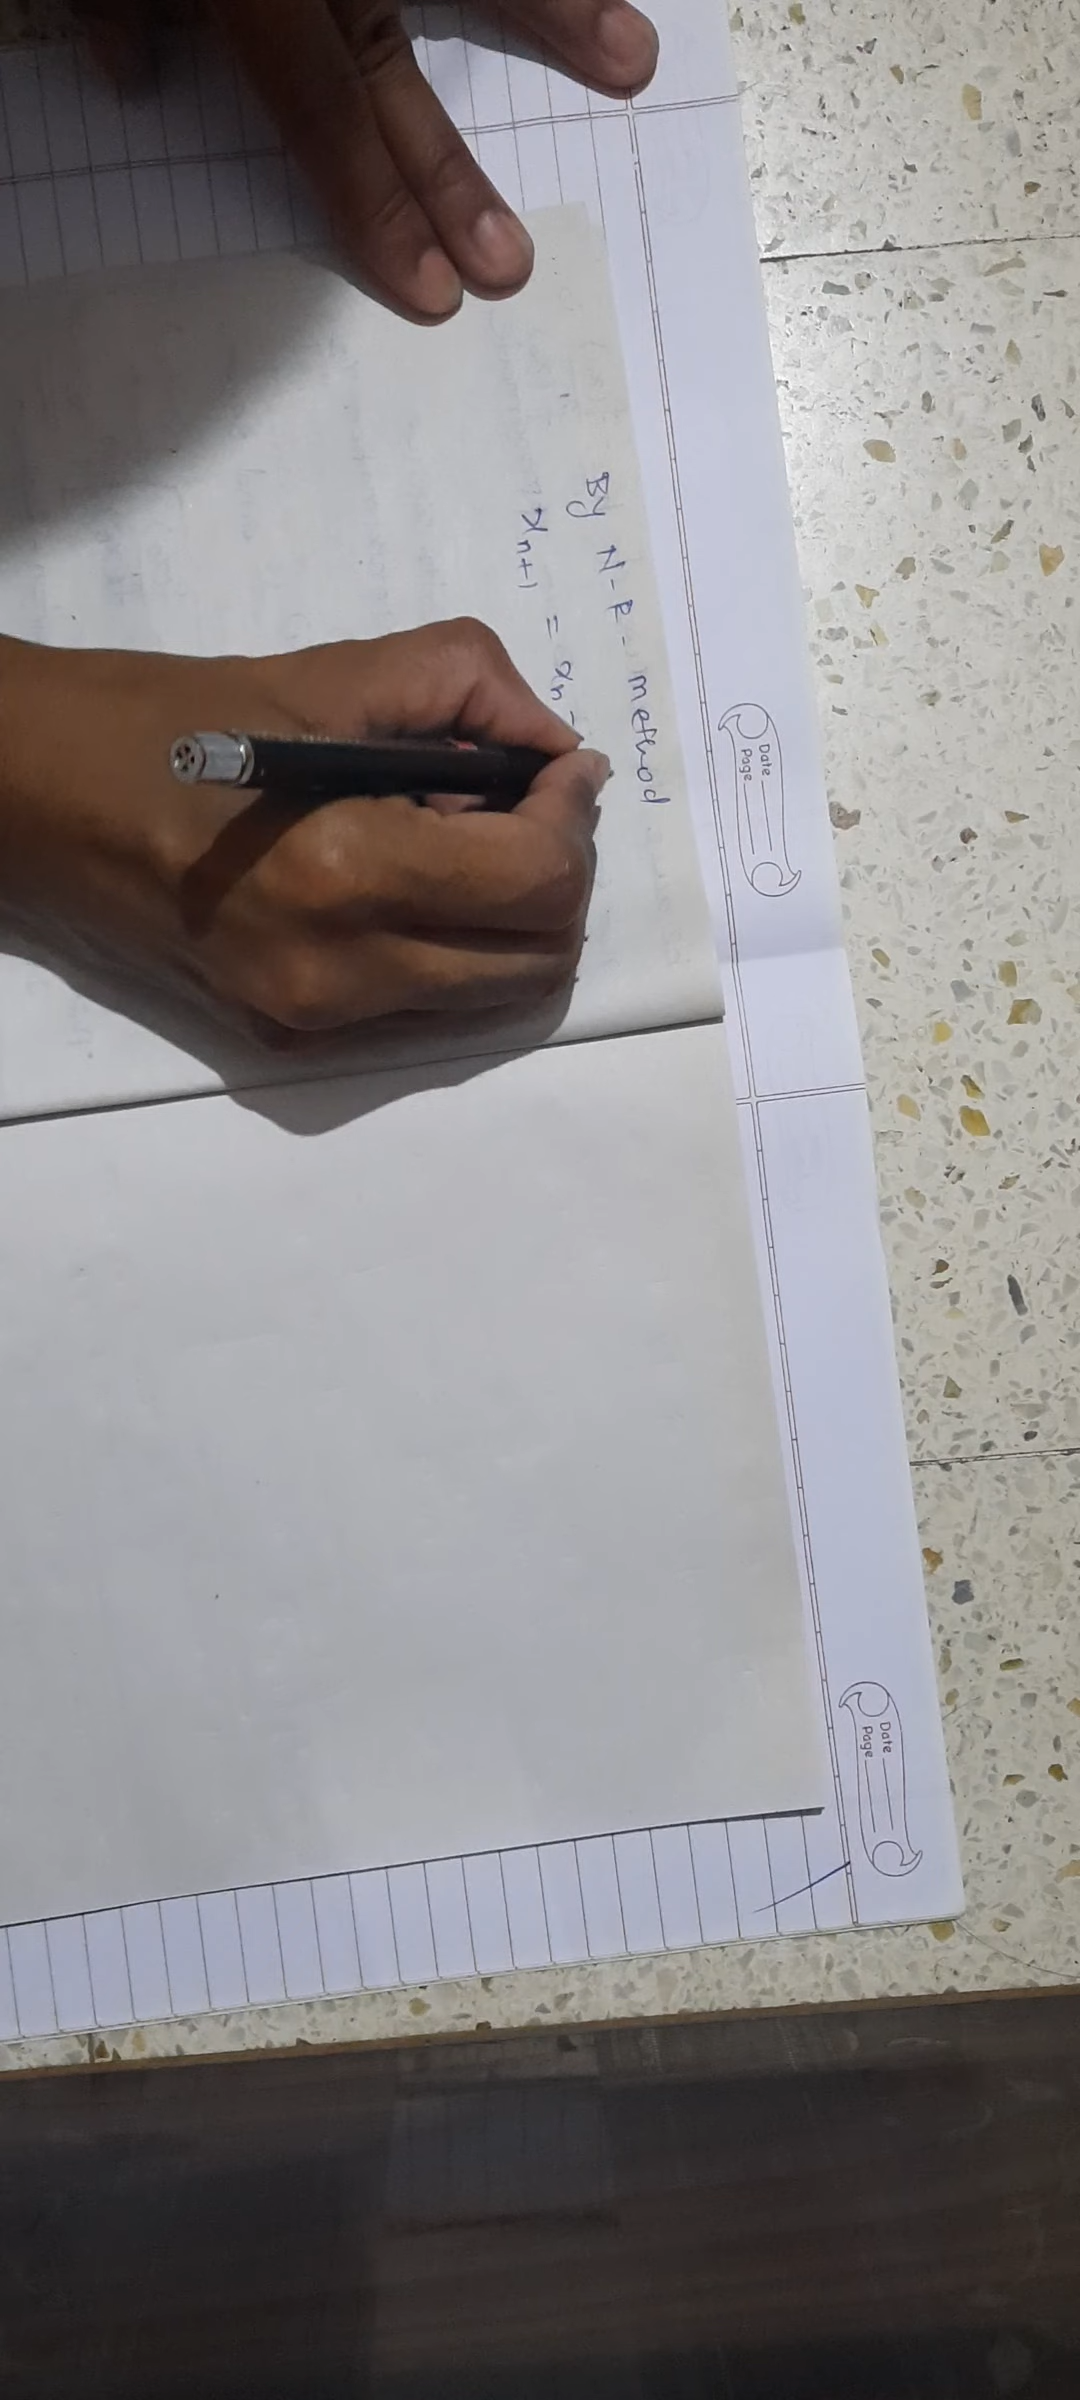 Date
Page
By N-R- method
xn+1 = xn -
Date
Page